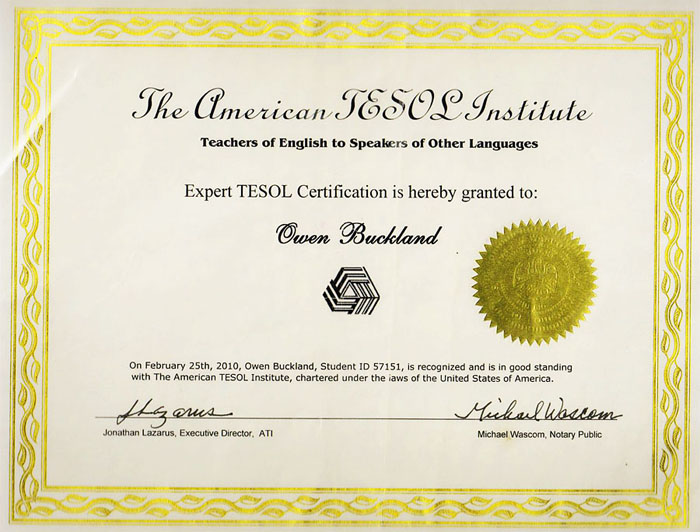 The American TESOL Institute
Teachers of English to Speakers of Other Languages
Expert TESOL Certification is hereby granted to:
Owen Buckland
On February 25th, 2010, Owen Buckland, Student ID 57151, is recognized and is in good standing
with The American TESOL Institute, chartered under the laws of the United States of America.
J Lazarus Michael Wascom
Jonathan Lazarus, Executive Director, ATI Michael Wascom, Notary Public